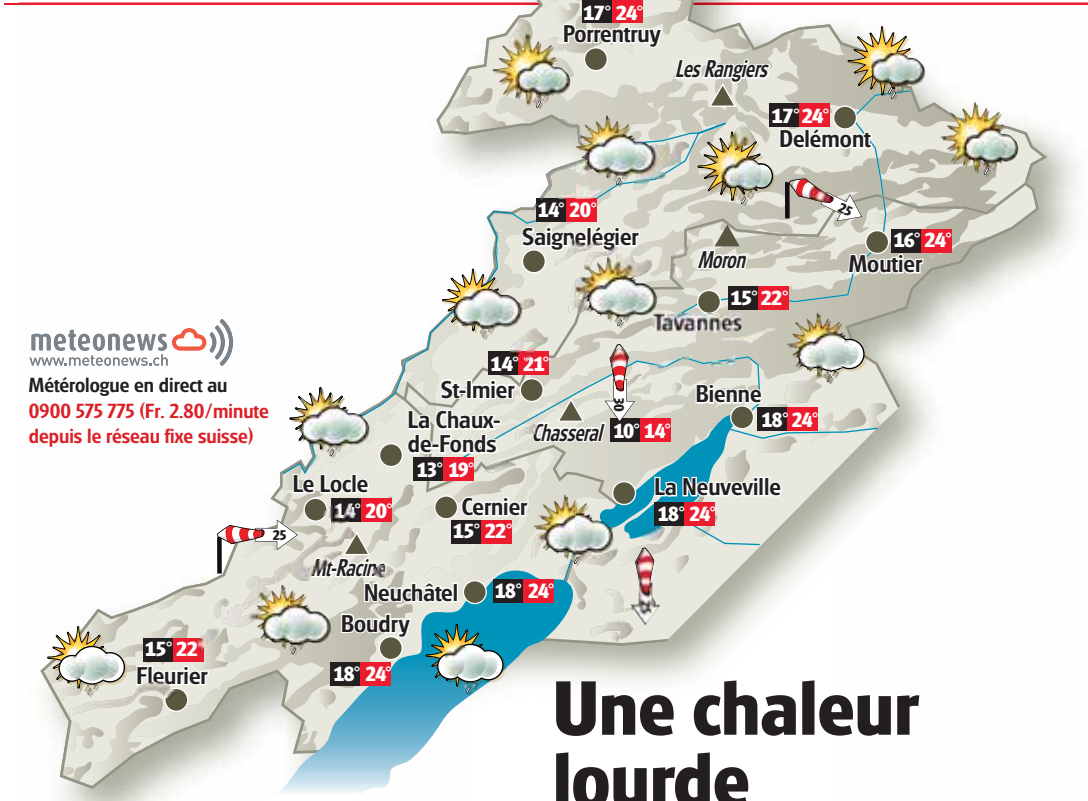 17° 24°
Porrentruy
Les Rangiers
17° 24°
Delémont
25
14° 20°
Saignelégier
16° 24°
Moutier
Moron
15° 22°
Tavannes
meteonews
www.meteonews.ch
Météorologue en direct au
0900 575 775 (Fr. 2.80/minute
depuis le réseau fixe suisse)
14° 21°
St-Imier
30
Chasseral 10° 14°
Bienne
18° 24°
La Chaux-
de-Fonds
13° 19°
Le Locle
14° 20°
Cernier
15° 22°
La Neuveville
18° 24°
25
Mt-Racine
Neuchâtel 18° 24°
Boudry
18° 24°
15° 22°
Fleurier
Une chaleur
lourde